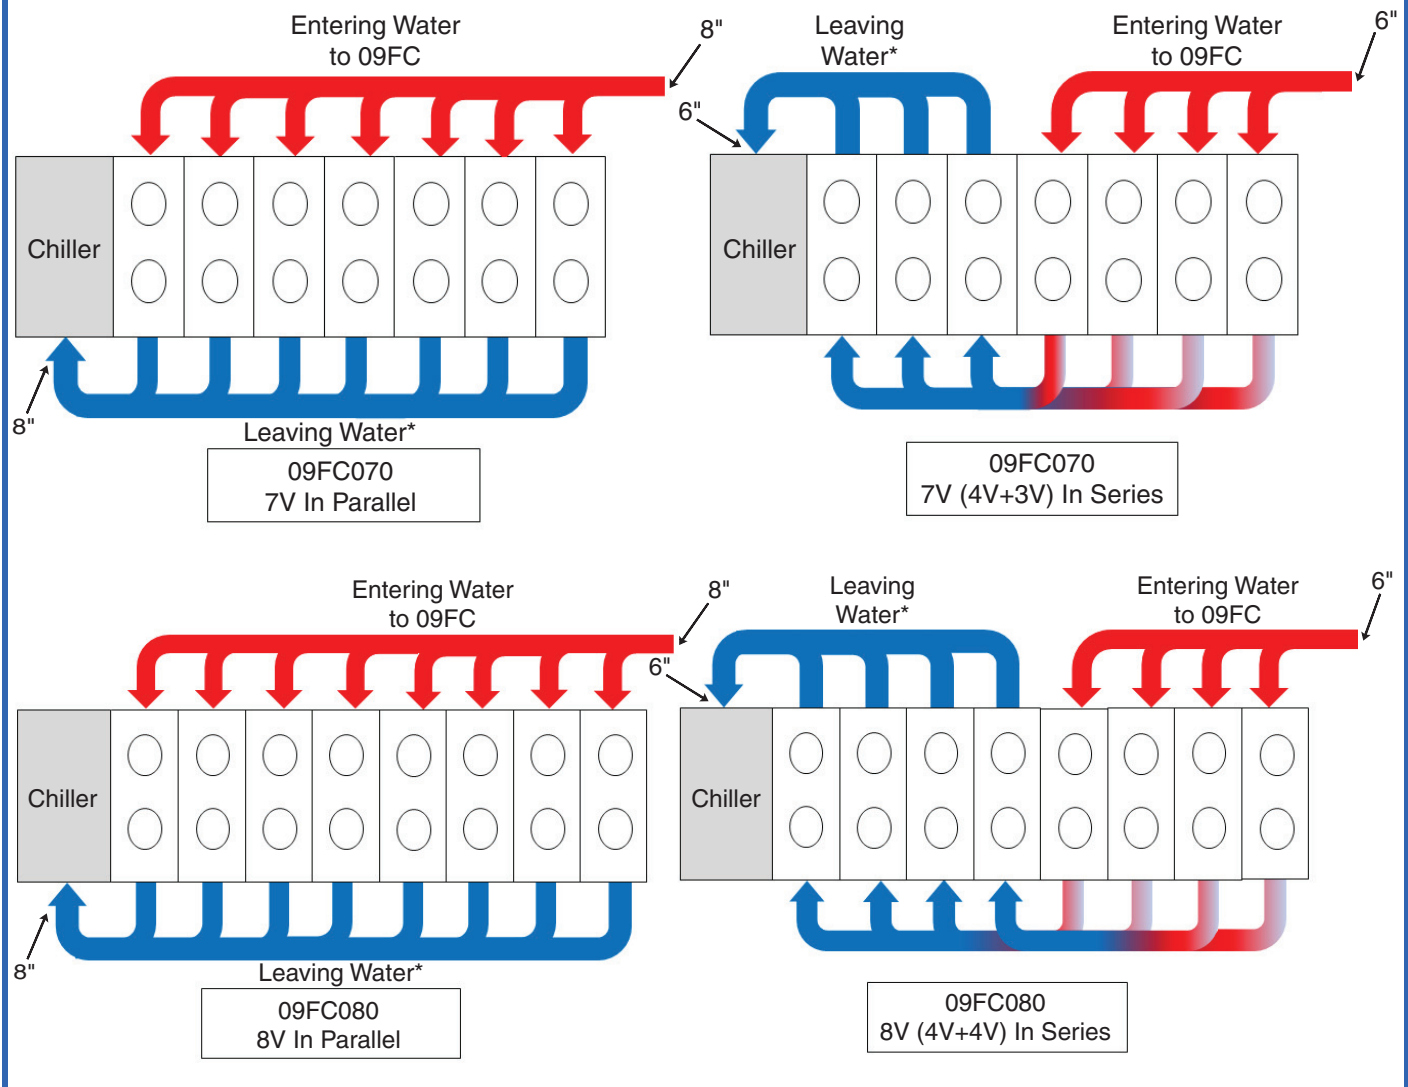 Entering Water
to 09FC
8"
Chiller
8"
Leaving Water*
09FC070
7V In Parallel
Leaving
Water*
Entering Water
to 09FC
6"
6"
Chiller
09FC070
7V (4V+3V) In Series
Entering Water
to 09FC
8"
Chiller
8"
Leaving Water*
09FC080
8V In Parallel
Leaving
Water*
Entering Water
to 09FC
6"
6"
Chiller
09FC080
8V (4V+4V) In Series